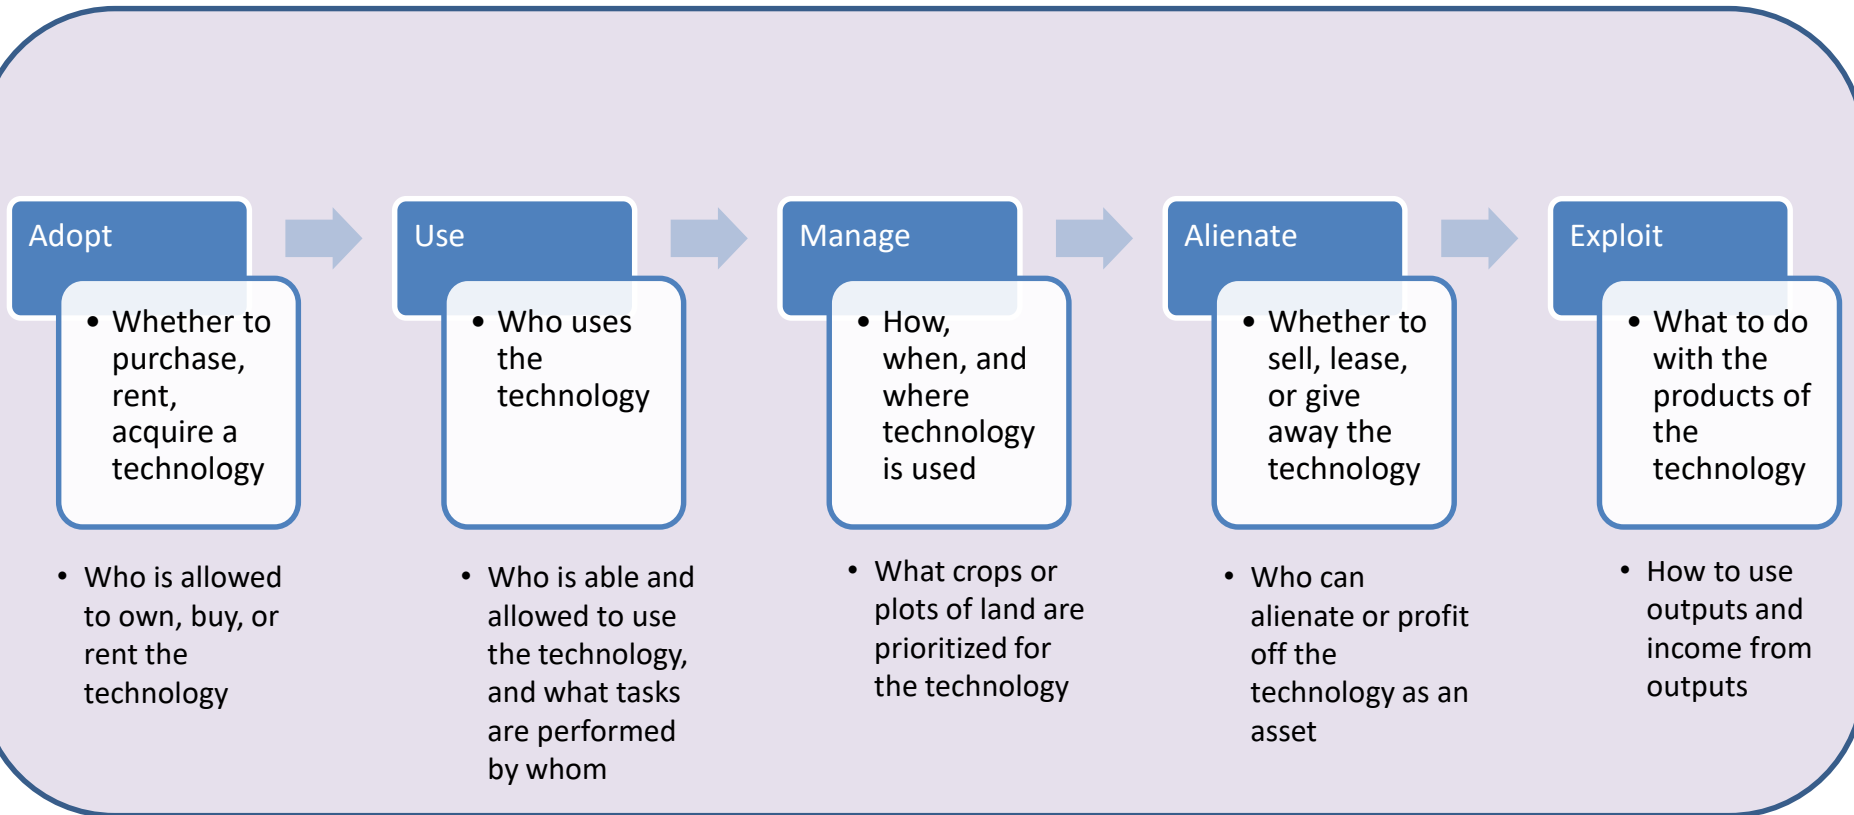 Adopt
• Whether to
purchase,
rent,
acquire a
technology
• Who is allowed
to own, buy, or
rent the
technology
Use
• Who uses
the
technology
• Who is able and
allowed to use
the technology,
and what tasks
are performed
by whom
Manage
• How,
when, and
where
technology
is used
• What crops or
plots of land are
prioritized for
the technology
Alienate
• Whether to
sell, lease,
or give
away the
technology
• Who can
alienate or profit
off the
technology as an
asset
Exploit
• What to do
with the
products of
the
technology
• How to use
outputs and
income from
outputs